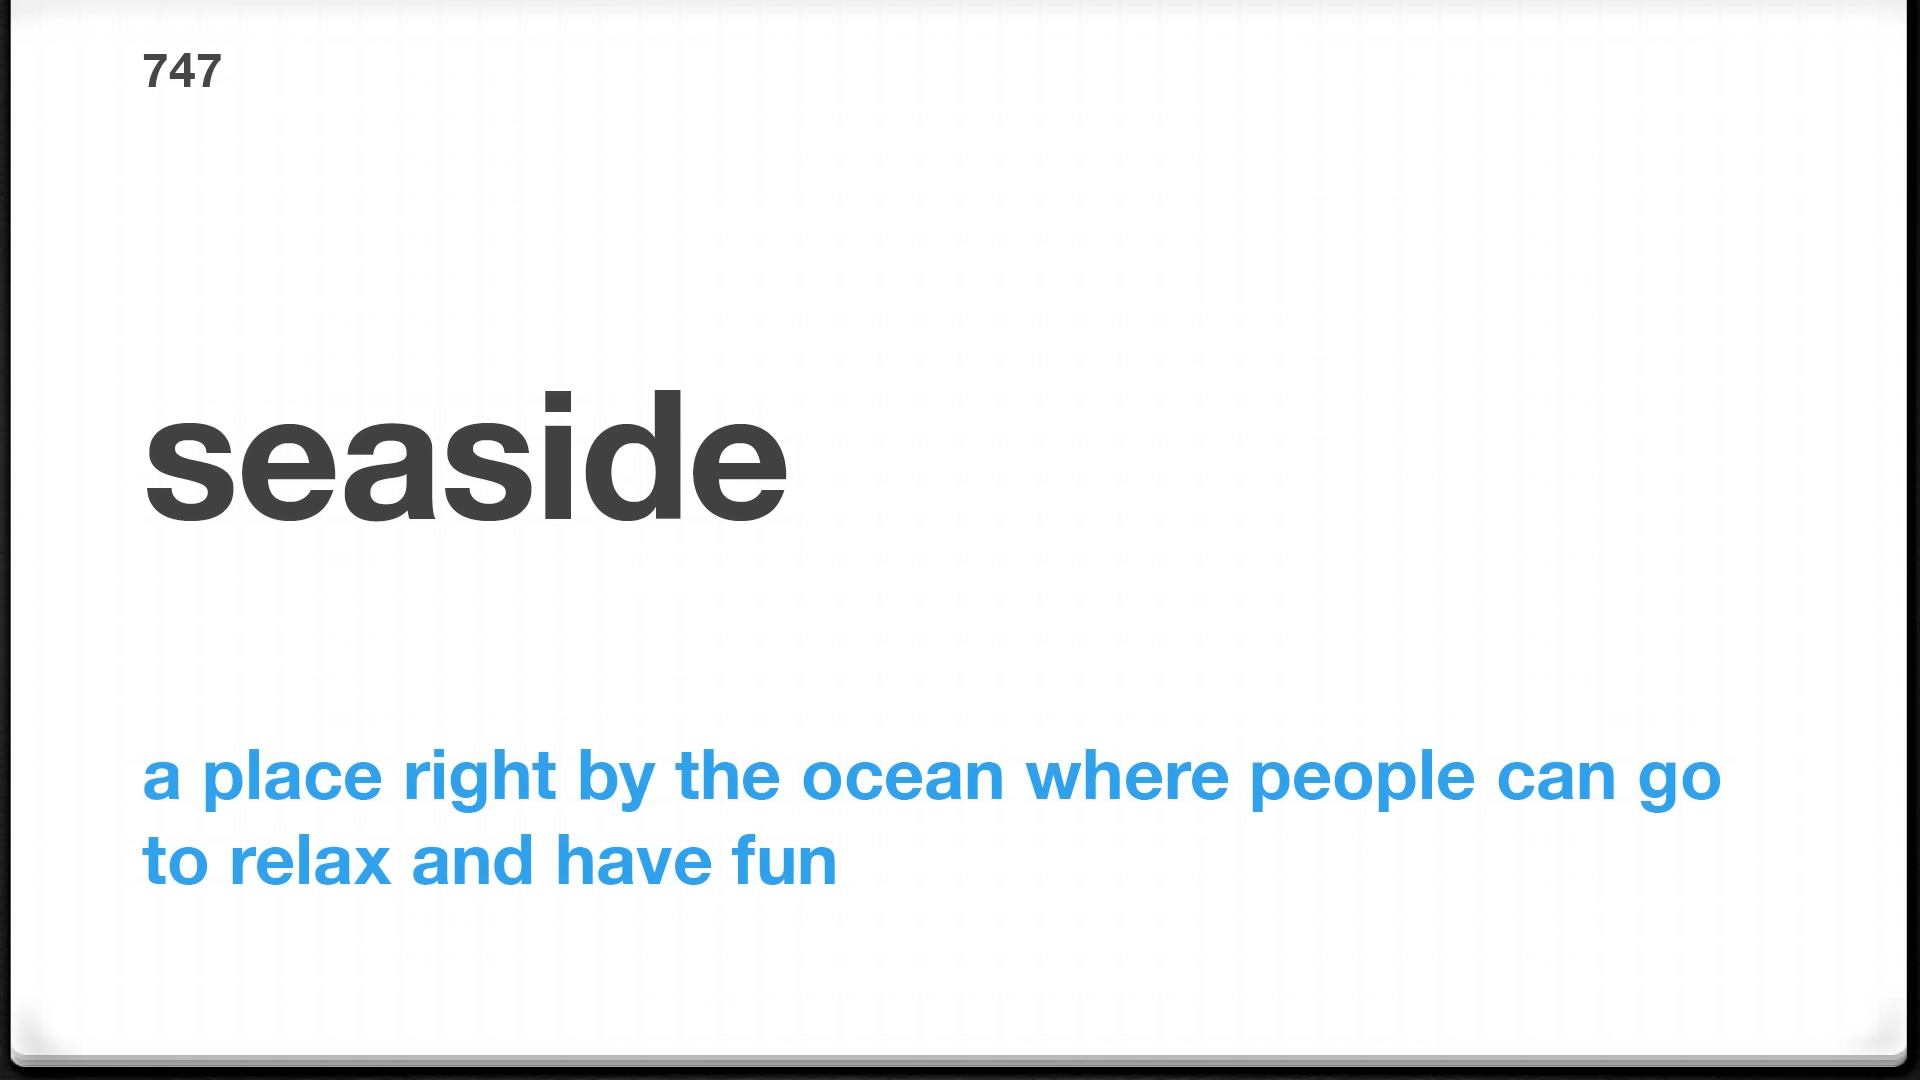 747
seaside
a place right by the ocean where people can go
to relax and have fun